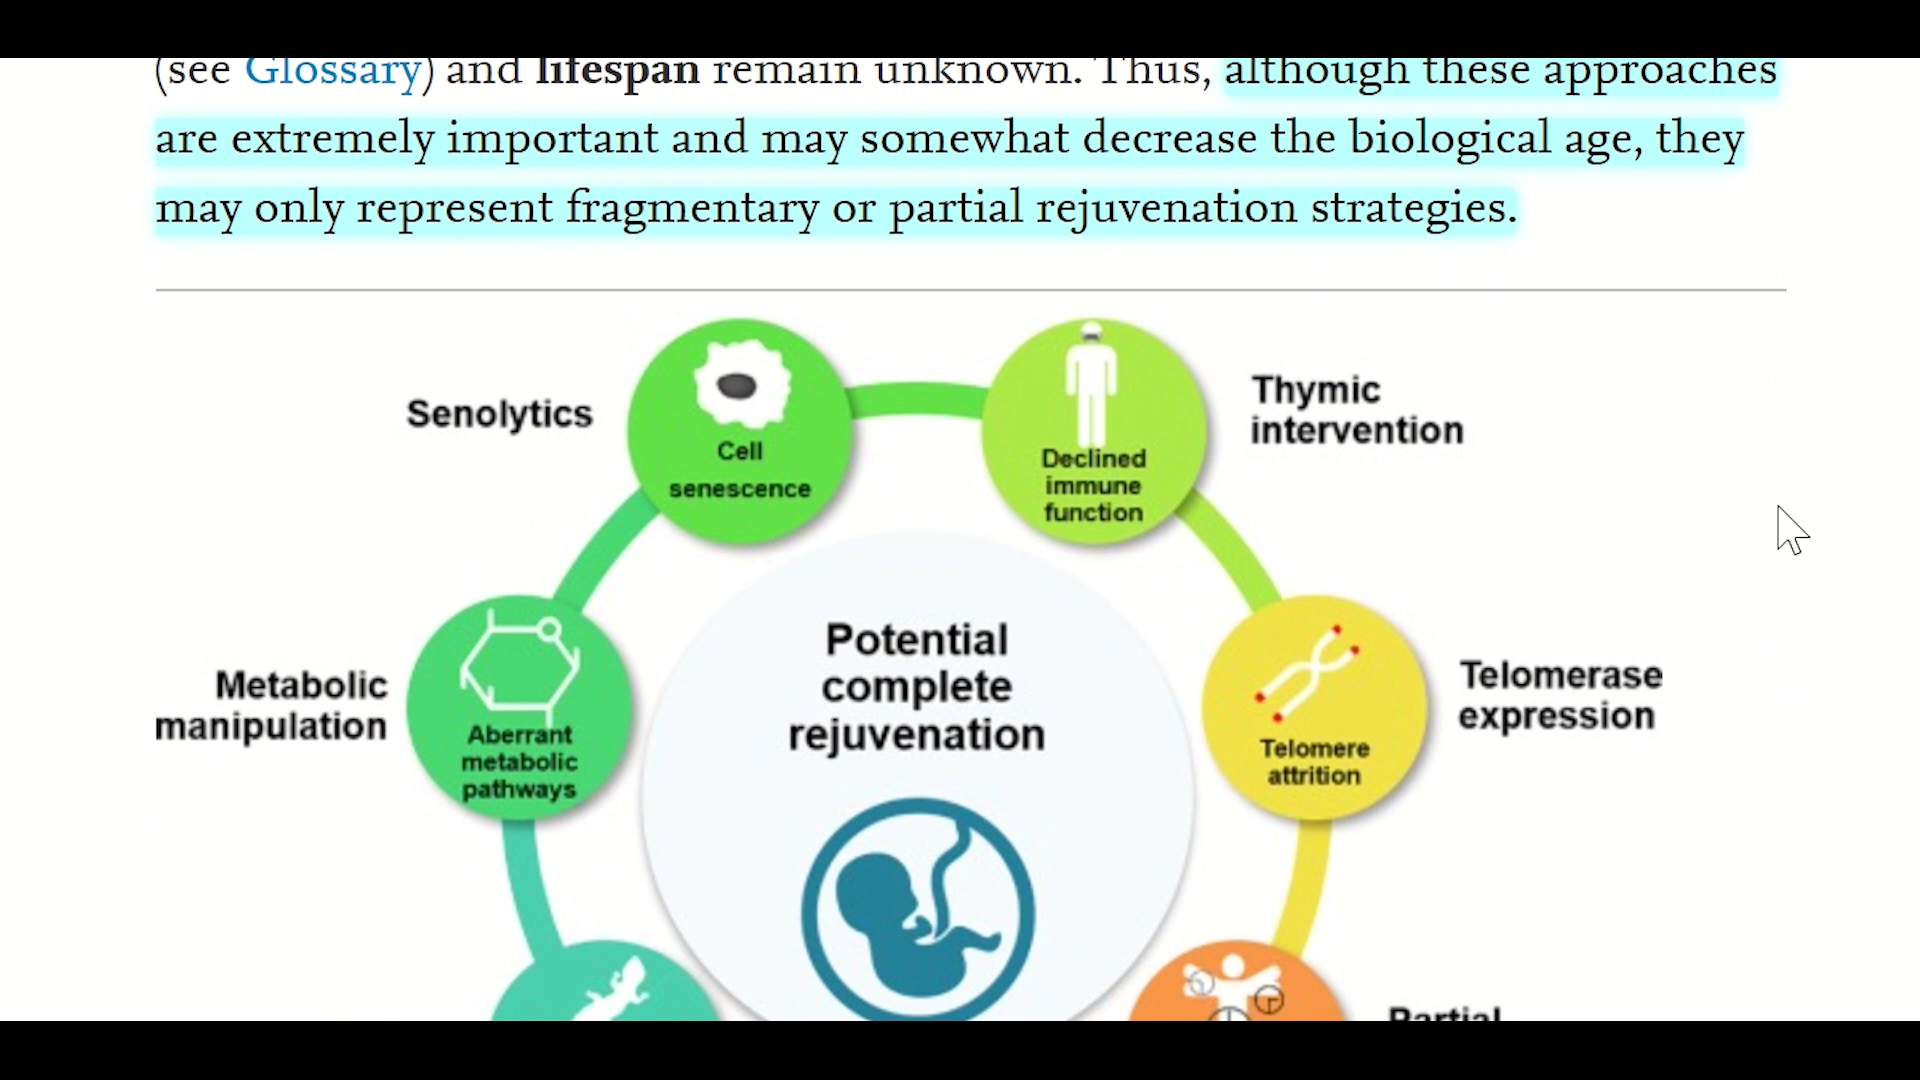 (see Glossary) and lifespan remain unknown. Thus, although these approaches
are extremely important and may somewhat decrease the biological age, they
may only represent fragmentary or partial rejuvenation strategies.
Senolytics
Cell
senescence
Declined
immune
function
Thymic
intervention
Metabolic
manipulation
Aberrant
metabolic
pathways
Potential
complete
rejuvenation
Telomere
attrition
Telomerase
expression
Partial